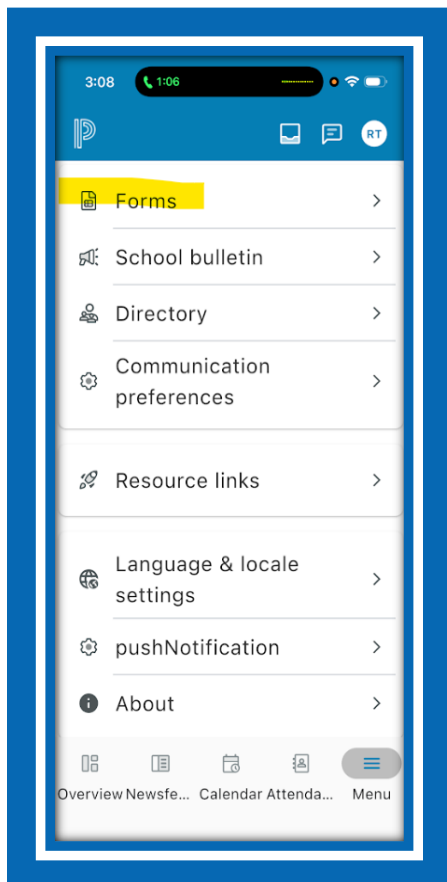 3:08 1:06
RT
Forms
School bulletin
Directory
Communication
preferences
Resource links
Language & locale
settings
pushNotification
About
Overview Newsfe... Calendar Attenda... Menu